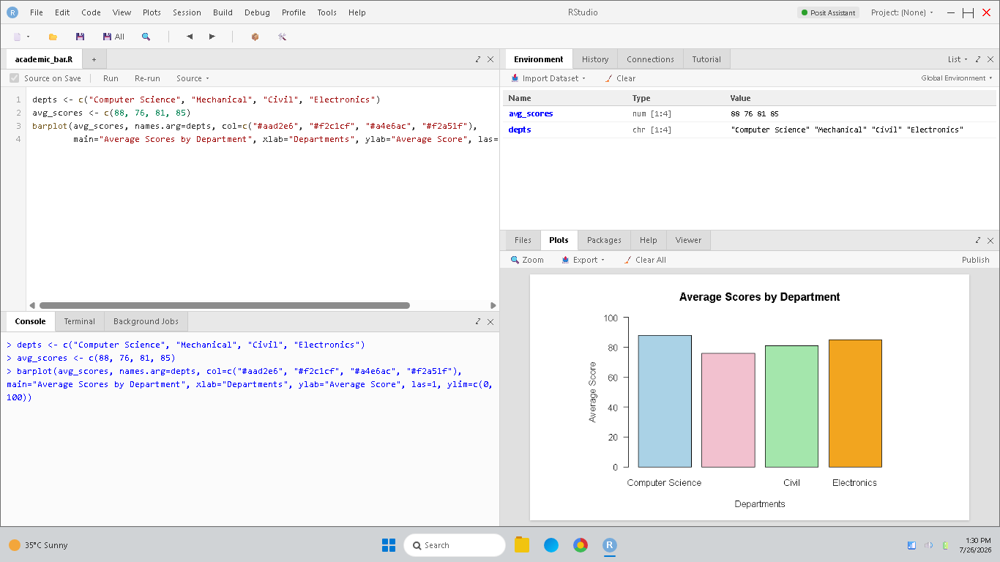 R File Edit Code View Plots Session Build Debug Profile Tools Help RStudio Posit Assistant Project: (None)
All
academic_bar.R +
Source on Save Run Re-run Source
1 depts <- c("Computer Science", "Mechanical", "Civil", "Electronics")
2 avg_scores <- c(88, 76, 81, 85)
3 barplot(avg_scores, names.arg=depts, col=c("#aad2e6", "#f2c1cf", "#a4e6ac", "#f2a51f"),
4 main="Average Scores by Department", xlab="Departments", ylab="Average Score", las=
Console Terminal Background Jobs
> depts <- c("Computer Science", "Mechanical", "Civil", "Electronics")
> avg_scores <- c(88, 76, 81, 85)
> barplot(avg_scores, names.arg=depts, col=c("#aad2e6", "#f2c1cf", "#a4e6ac", "#f2a51f"),
main="Average Scores by Department", xlab="Departments", ylab="Average Score", las=1, ylim=c(0,
100))
Environment History Connections Tutorial List
Import Dataset Clear Global Environment
Name Type Value
avg_scores num [1:4] 88 76 81 85
depts chr [1:4] "Computer Science" "Mechanical" "Civil" "Electronics"
Files Plots Packages Help Viewer
Zoom Export Clear All Publish
Average Scores by Department
100
80
60
40
20
0
Average Score
Computer Science Civil Electronics
Departments
35°C Sunny Search R 1:30 PM
7/26/2026